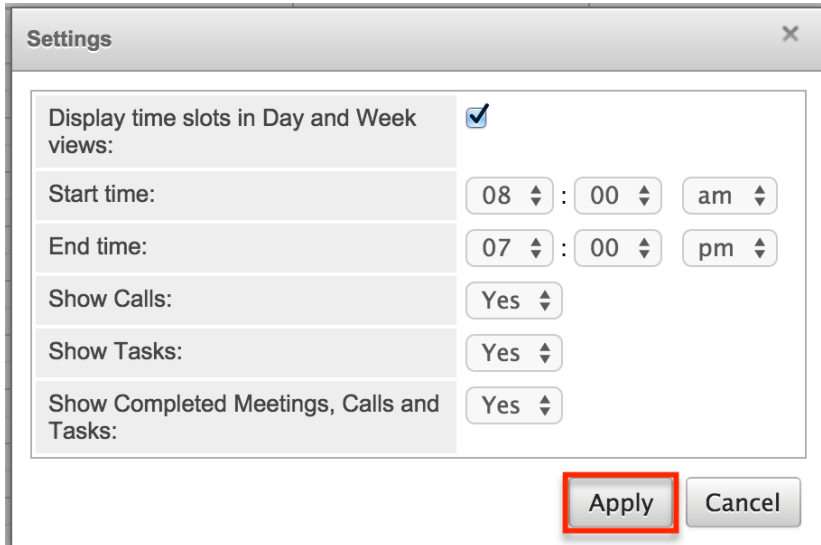 Settings
Display time slots in Day and Week
views:
Start time: 08 : 00 am
End time: 07 : 00 pm
Show Calls: Yes
Show Tasks: Yes
Show Completed Meetings, Calls and Yes
Tasks:
Apply Cancel